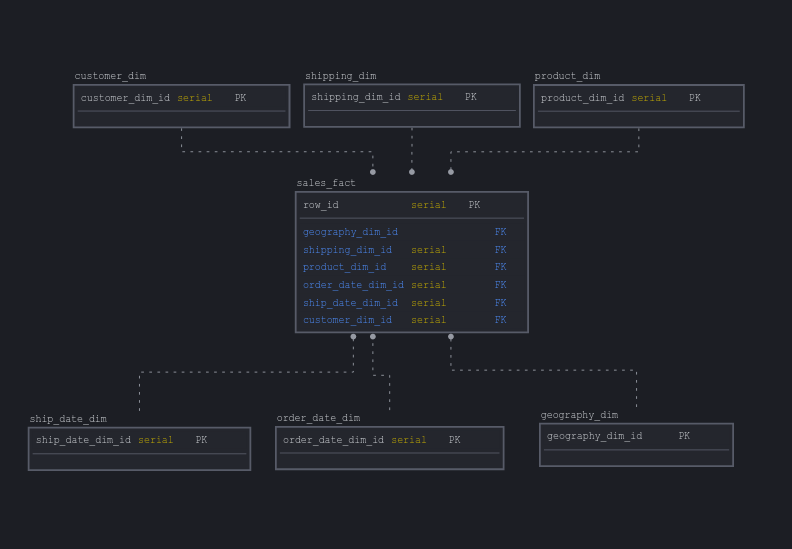 customer_dim
customer_dim_id serial PK
shipping_dim
shipping_dim_id serial PK
product_dim
product_dim_id serial PK
sales_fact
row_id serial PK
geography_dim_id FK
shipping_dim_id serial FK
product_dim_id serial FK
order_date_dim_id serial FK
ship_date_dim_id serial FK
customer_dim_id serial FK
ship_date_dim
ship_date_dim_id serial PK
order_date_dim
order_date_dim_id serial PK
geography_dim
geography_dim_id PK